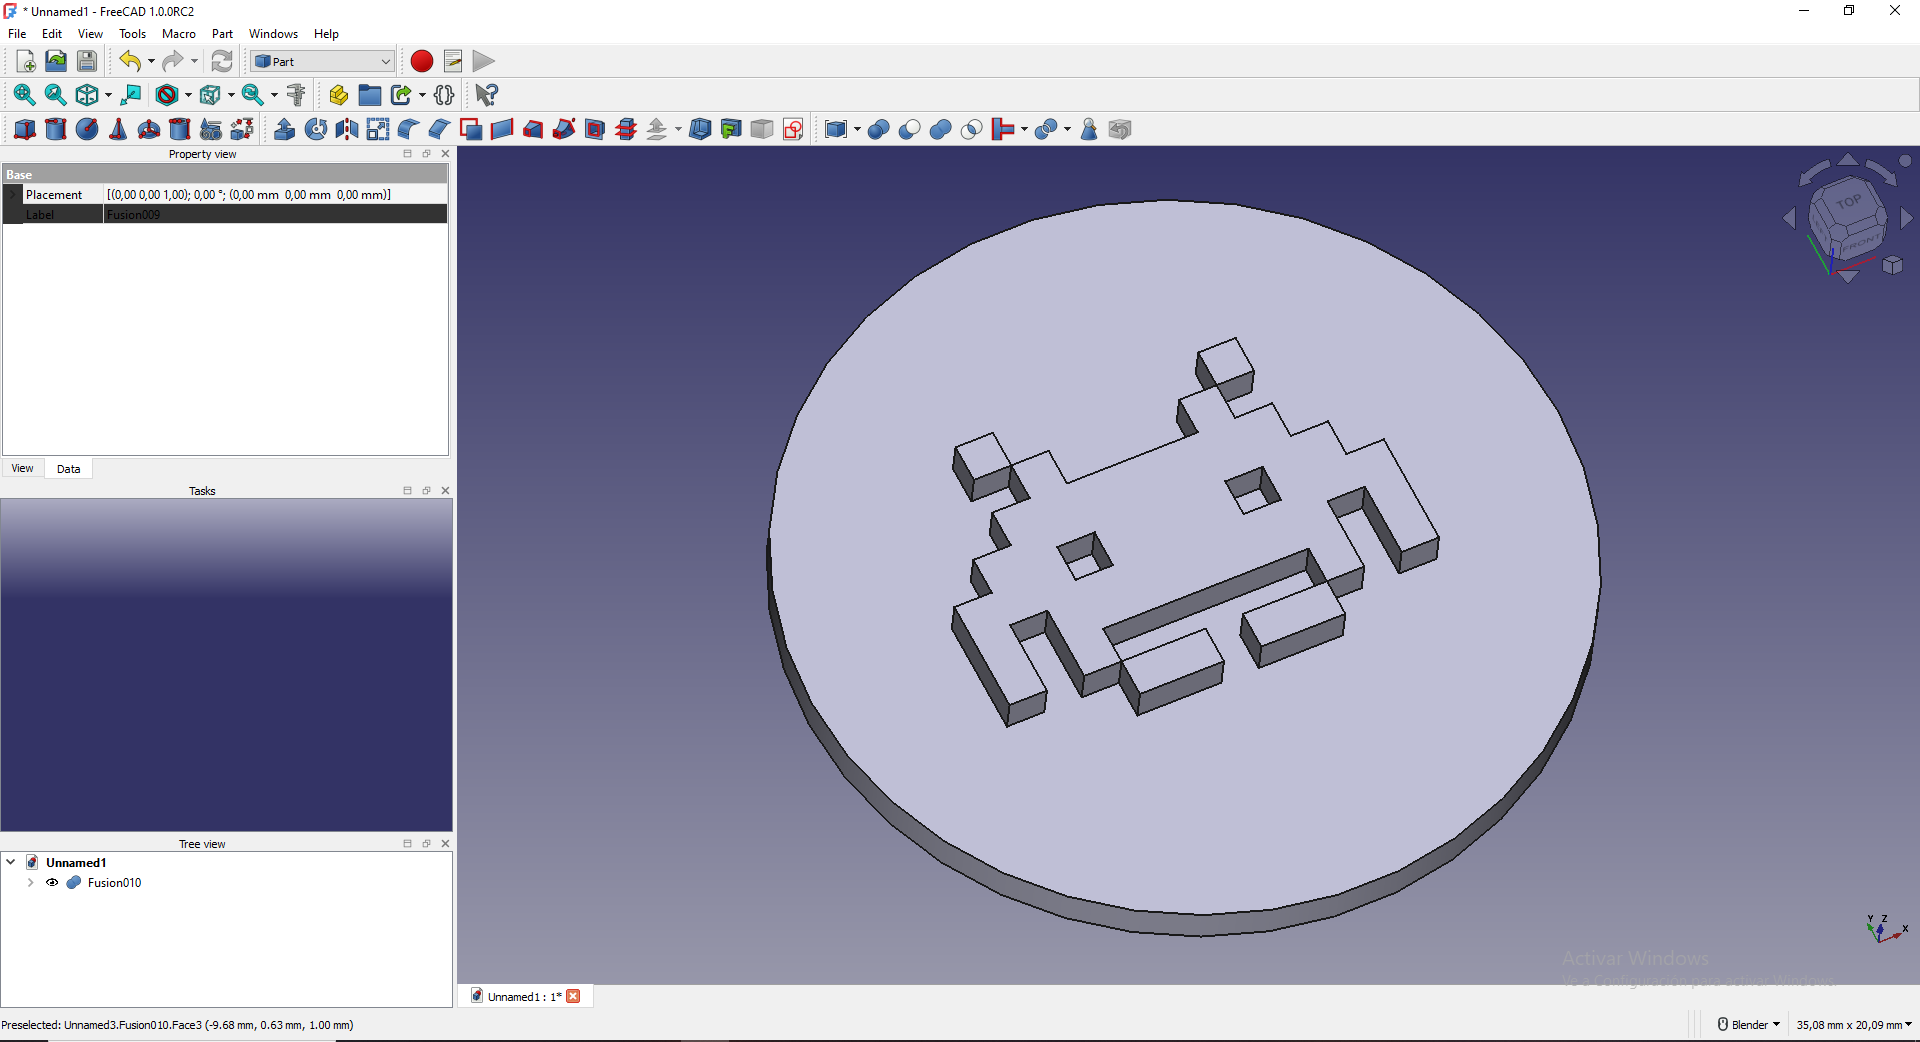 * Unnamed1 - FreeCAD 1.0.0RC2
File Edit View Tools Macro Part Windows Help
Part
Property view
Base
Placement [(0,00 0,00 1,00); 0,00 °; (0,00 mm 0,00 mm 0,00 mm)]
Label Fusion009
View Data
Tasks
Tree view
Unnamed1
Fusion010
TOP
FRONT
Y Z X
Activar Windows
Ve a Configuración para activar Windows.
Unnamed1 : 1*
Preselected: Unnamed3.Fusion010.Face3 (-9.68 mm, 0.63 mm, 1.00 mm)
Blender 35,08 mm x 20,09 mm